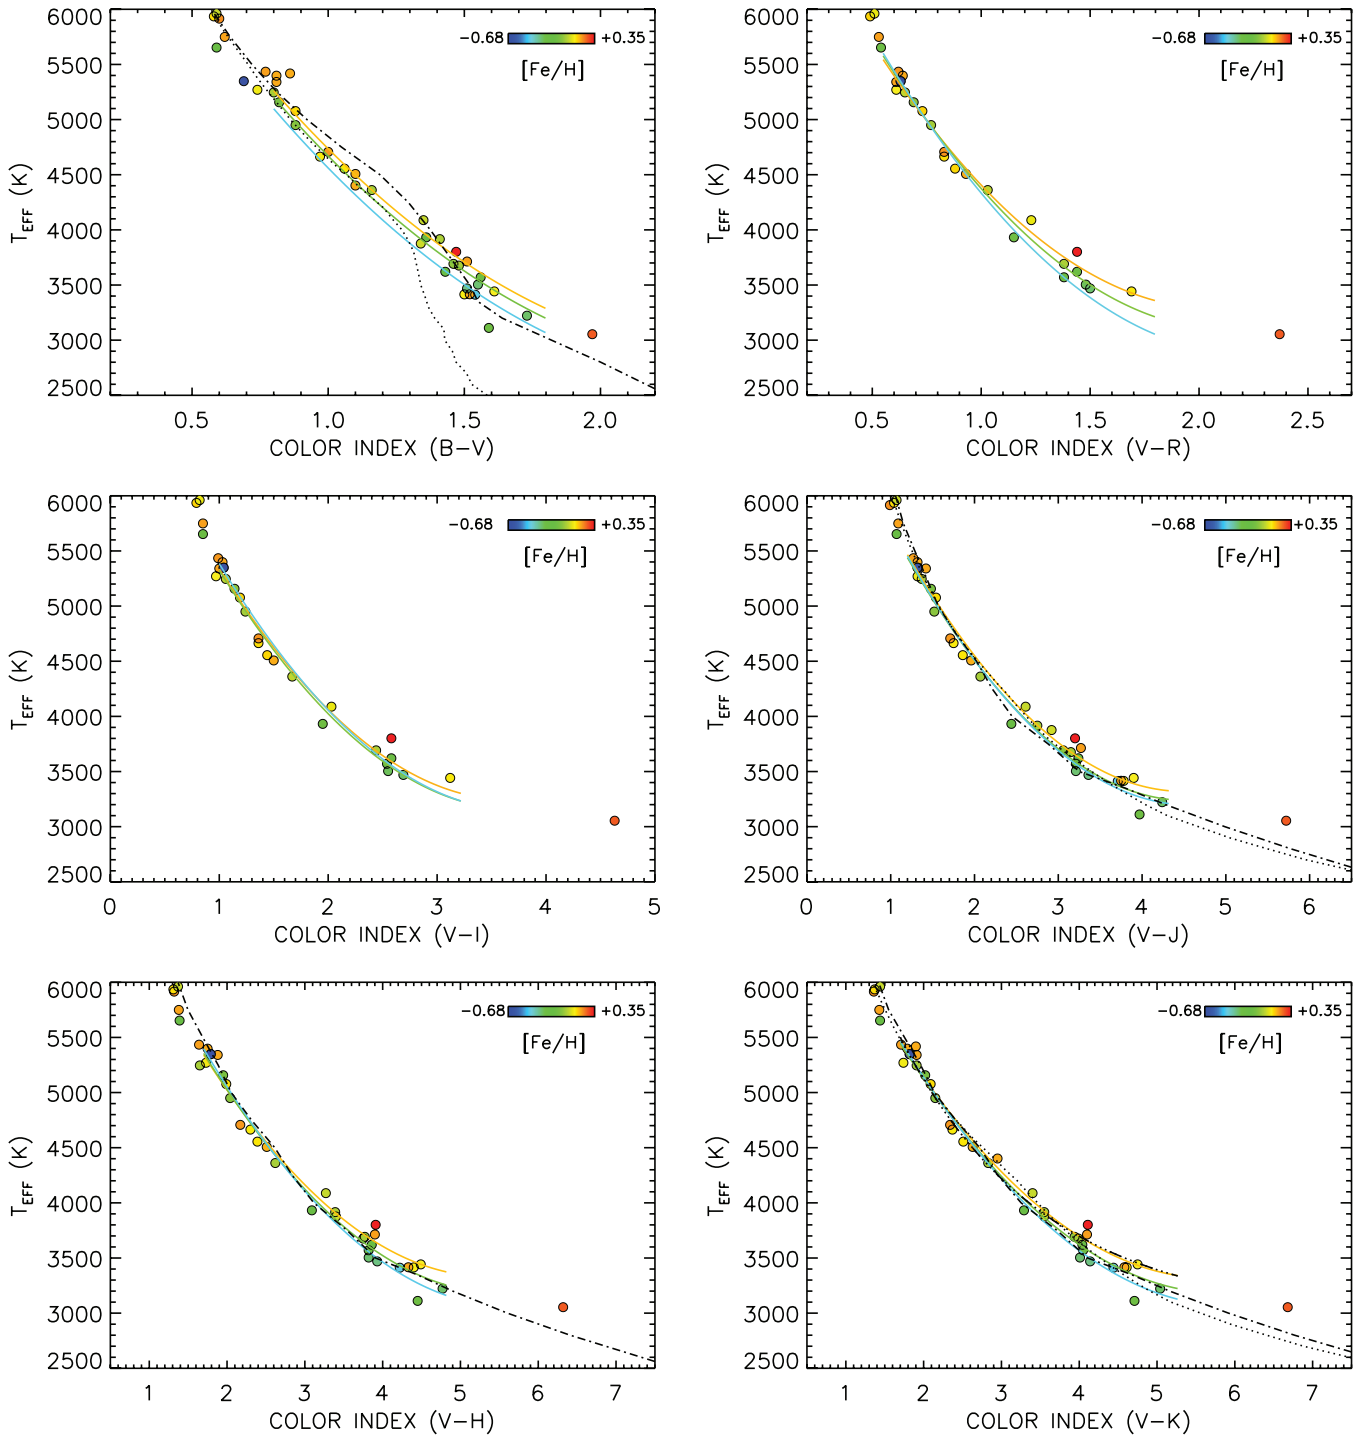 6000
5500
5000
4500
4000
3500
3000
2500
T_EFF (K)
−0.68 +0.35
[Fe/H]
0.5 1.0 1.5 2.0
COLOR INDEX (B−V)
6000
5500
5000
4500
4000
3500
3000
2500
T_EFF (K)
−0.68 +0.35
[Fe/H]
0.5 1.0 1.5 2.0 2.5
COLOR INDEX (V−R)
6000
5500
5000
4500
4000
3500
3000
2500
T_EFF (K)
−0.68 +0.35
[Fe/H]
0 1 2 3 4 5
COLOR INDEX (V−I)
6000
5500
5000
4500
4000
3500
3000
2500
T_EFF (K)
−0.68 +0.35
[Fe/H]
0 1 2 3 4 5 6
COLOR INDEX (V−J)
6000
5500
5000
4500
4000
3500
3000
2500
T_EFF (K)
−0.68 +0.35
[Fe/H]
1 2 3 4 5 6 7
COLOR INDEX (V−H)
6000
5500
5000
4500
4000
3500
3000
2500
T_EFF (K)
−0.68 +0.35
[Fe/H]
1 2 3 4 5 6 7
COLOR INDEX (V−K)